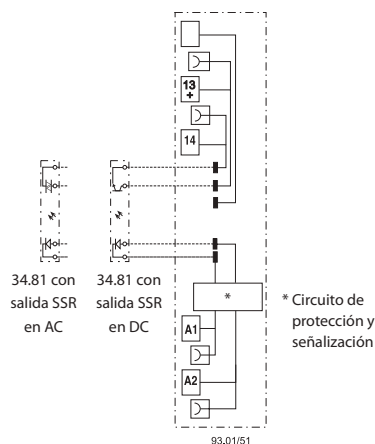 13
+
14
34.81 con
salida SSR
en AC
34.81 con
salida SSR
en DC
*
* Circuito de
protección y
señalización
A1
A2
93.01/51